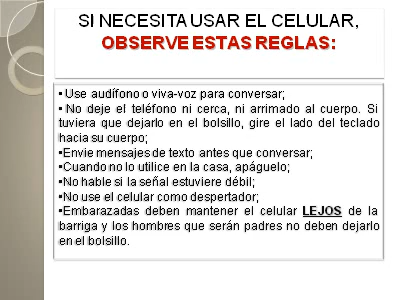 SI NECESITA USAR EL CELULAR,
OBSERVE ESTAS REGLAS:
•Use audífono o viva-voz para conversar;
• No deje el teléfono ni cerca, ni arrimado al cuerpo. Si
tuviera que dejarlo en el bolsillo, gire el lado del teclado
hacia su cuerpo;
•Envie mensajes de texto antes que conversar;
•Cuando no lo utilice en la casa, apáguelo;
•No hable si la señal estuviere débil;
•No use el celular como despertador;
•Embarazadas deben mantener el celular LEJOS de la
barriga y los hombres que serán padres no deben dejarlo
en el bolsillo.